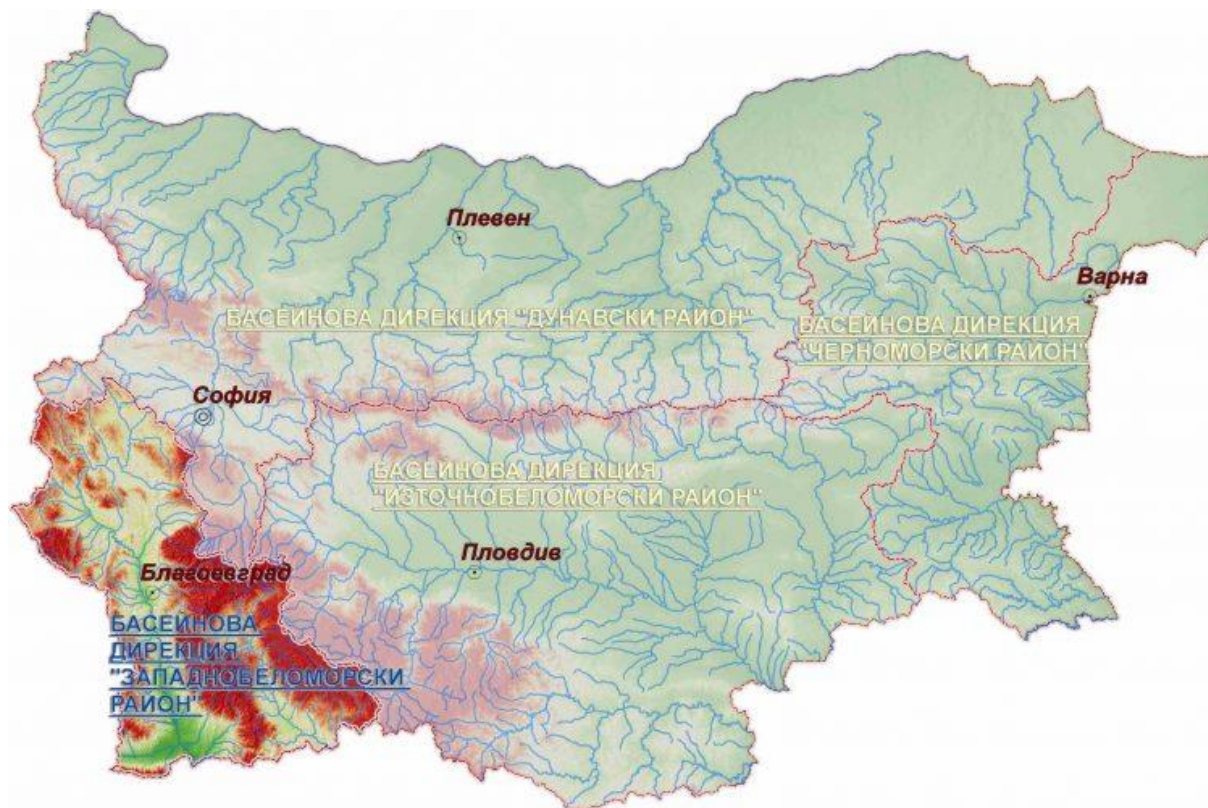 Плевен
Варна
БАСЕЙНОВА ДИРЕКЦИЯ "ДУНАВСКИ РАЙОН"
БАСЕЙНОВА ДИРЕКЦИЯ
"ЧЕРНОМОРСКИ РАЙОН"
София
БАСЕЙНОВА ДИРЕКЦИЯ
"ИЗТОЧНОБЕЛОМОРСКИ РАЙОН"
Пловдив
Благоевград
БАСЕЙНОВА
ДИРЕКЦИЯ
"ЗАПАДНОБЕЛОМОРСКИ
РАЙОН"